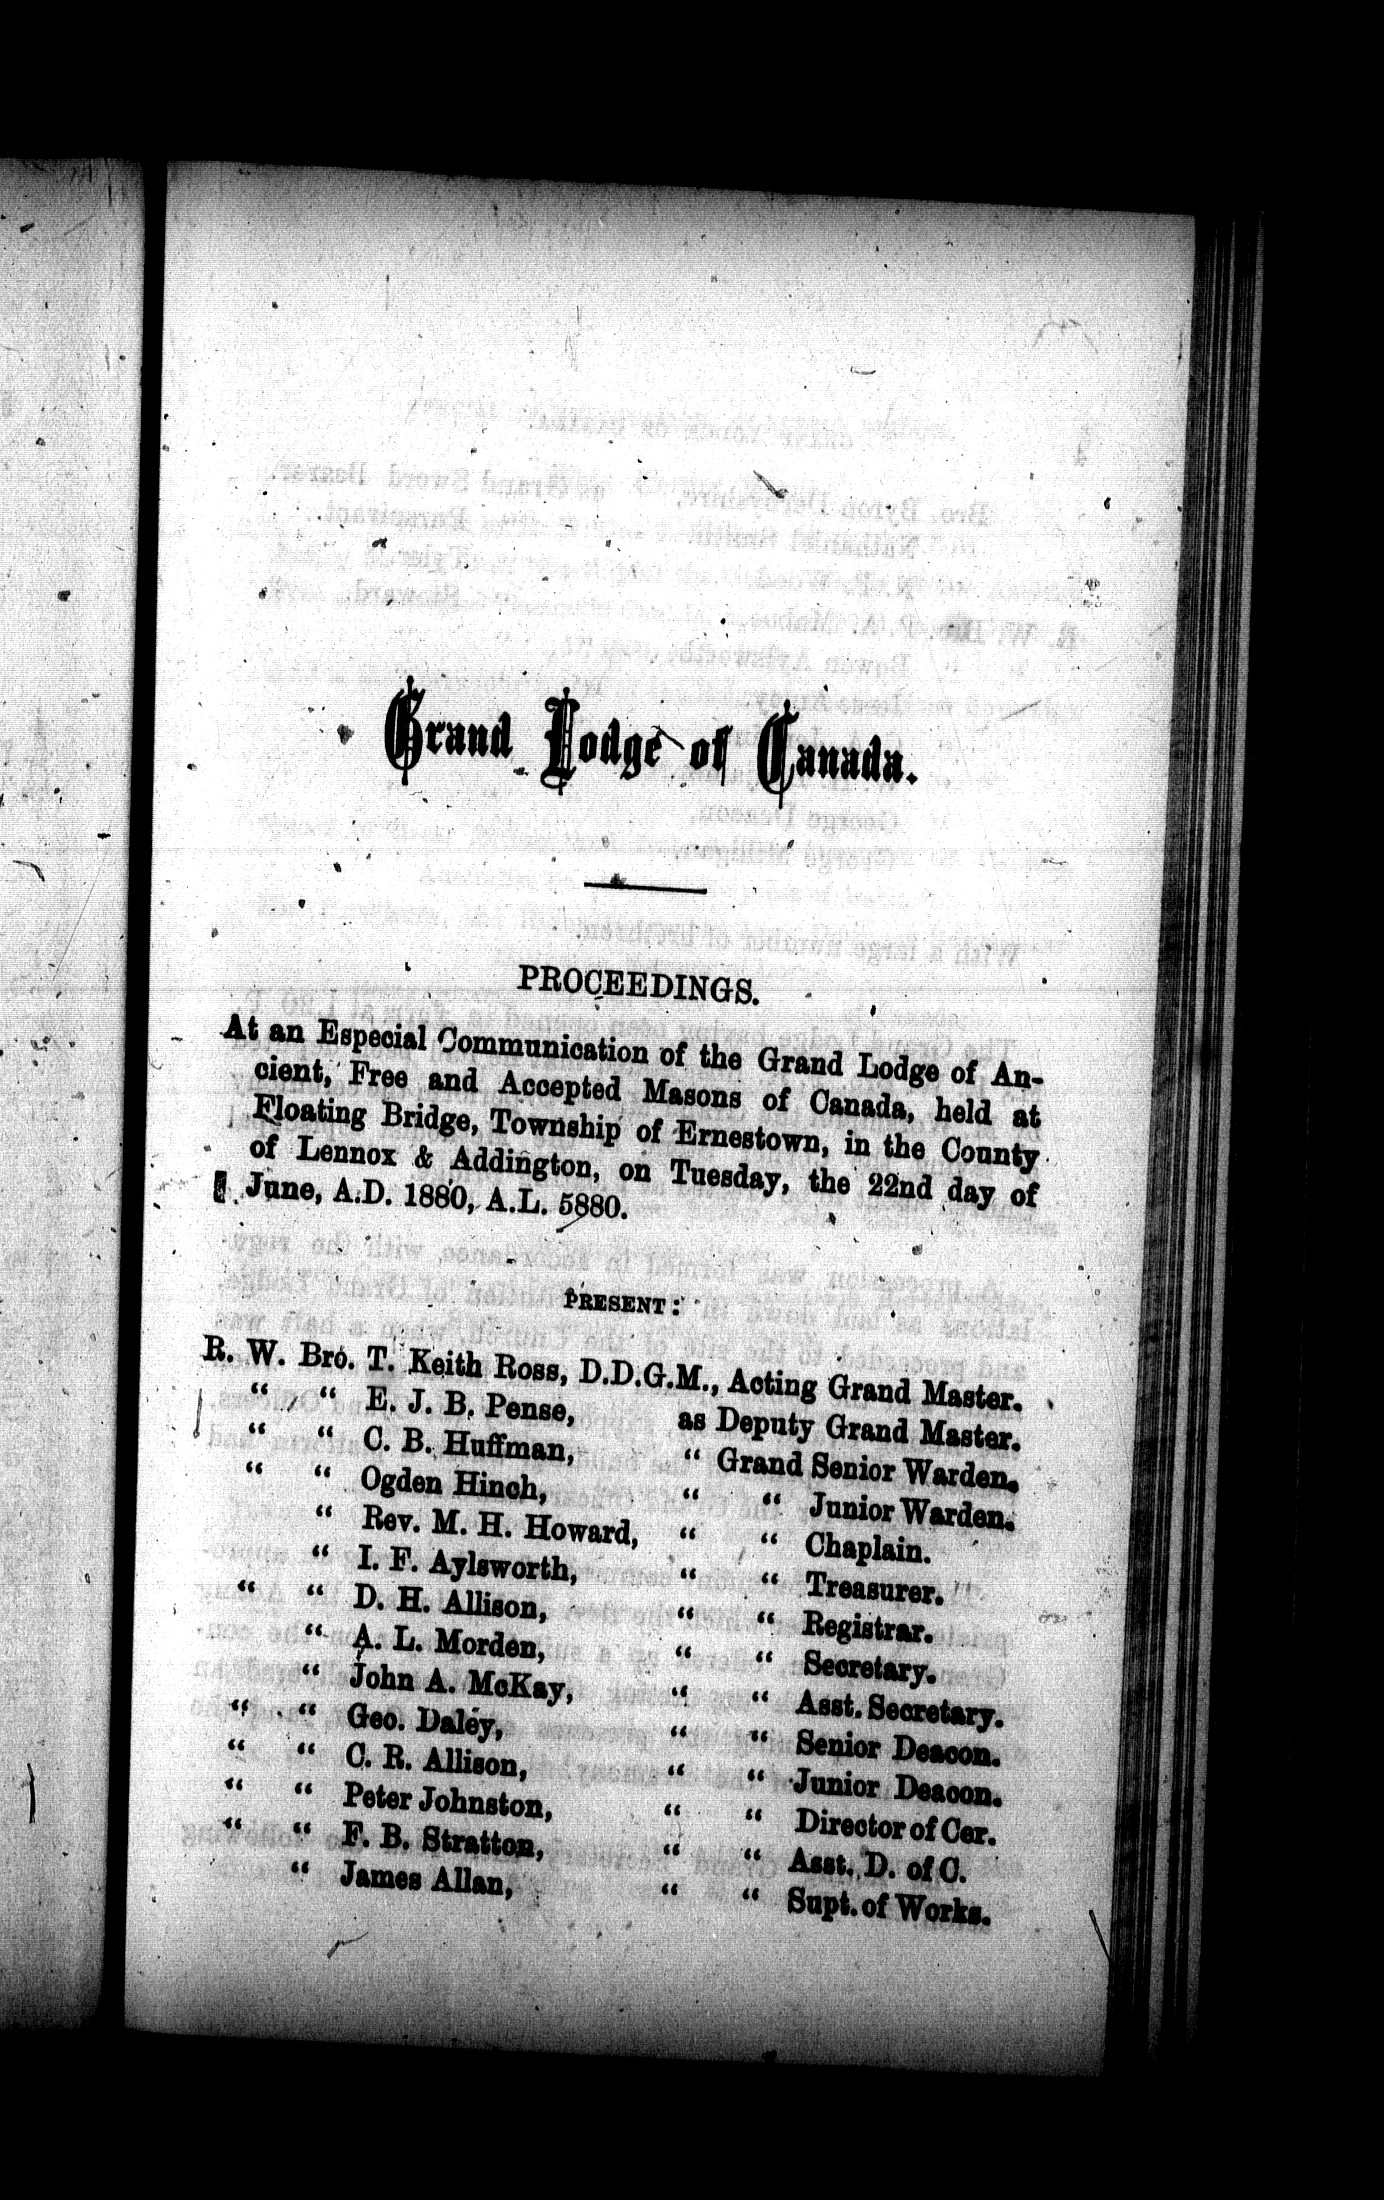 Grand Lodge of Canada.
PROCEEDINGS.
At an Especial Communication of the Grand Lodge of An-
cient, Free and Accepted Masons of Canada, held at
Floating Bridge, Township of Ernestown, in the County
of Lennox & Addington, on Tuesday, the 22nd day of
June, A.D. 1880, A.L. 5880.
PRESENT:
R. W. Bro. T. Keith Ross, D.D.G.M., Acting Grand Master.
“ “ E. J. B. Pense, as Deputy Grand Master.
“ “ C. B. Huffman, “ Grand Senior Warden.
“ “ Ogden Hinch, “ “ Junior Warden.
“ Rev. M. H. Howard, “ “ Chaplain.
“ I. F. Aylsworth, “ “ Treasurer.
“ “ D. H. Allison, “ “ Registrar.
“ A. L. Morden, “ “ Secretary.
“ John A. McKay, “ “ Asst. Secretary.
“ “ Geo. Daley, “ “ Senior Deacon.
“ “ C. R. Allison, “ “ Junior Deacon.
“ “ Peter Johnston, “ “ Director of Cer.
“ “ F. B. Stratton, “ “ Asst. D. of C.
“ James Allan, “ “ Supt. of Works.